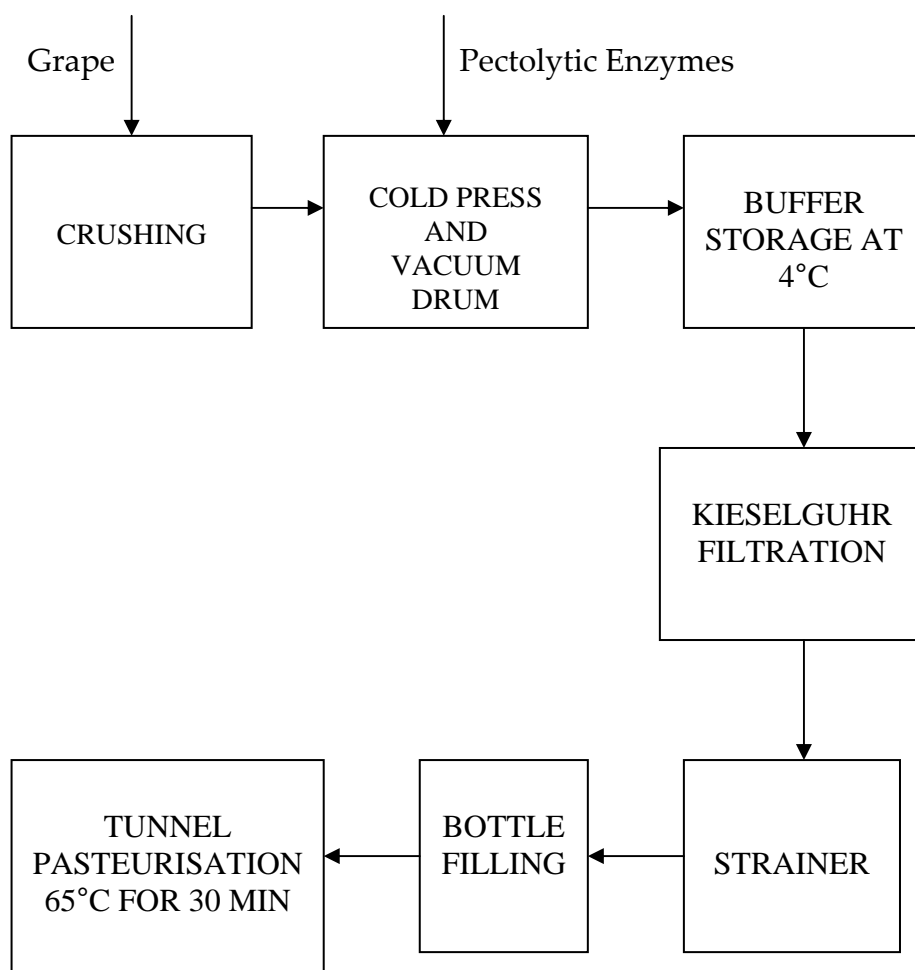 Grape
Pectolytic Enzymes
CRUSHING
COLD PRESS
AND
VACUUM
DRUM
BUFFER
STORAGE AT
4°C
KIESELGUHR
FILTRATION
STRAINER
BOTTLE
FILLING
TUNNEL
PASTEURISATION
65°C FOR 30 MIN